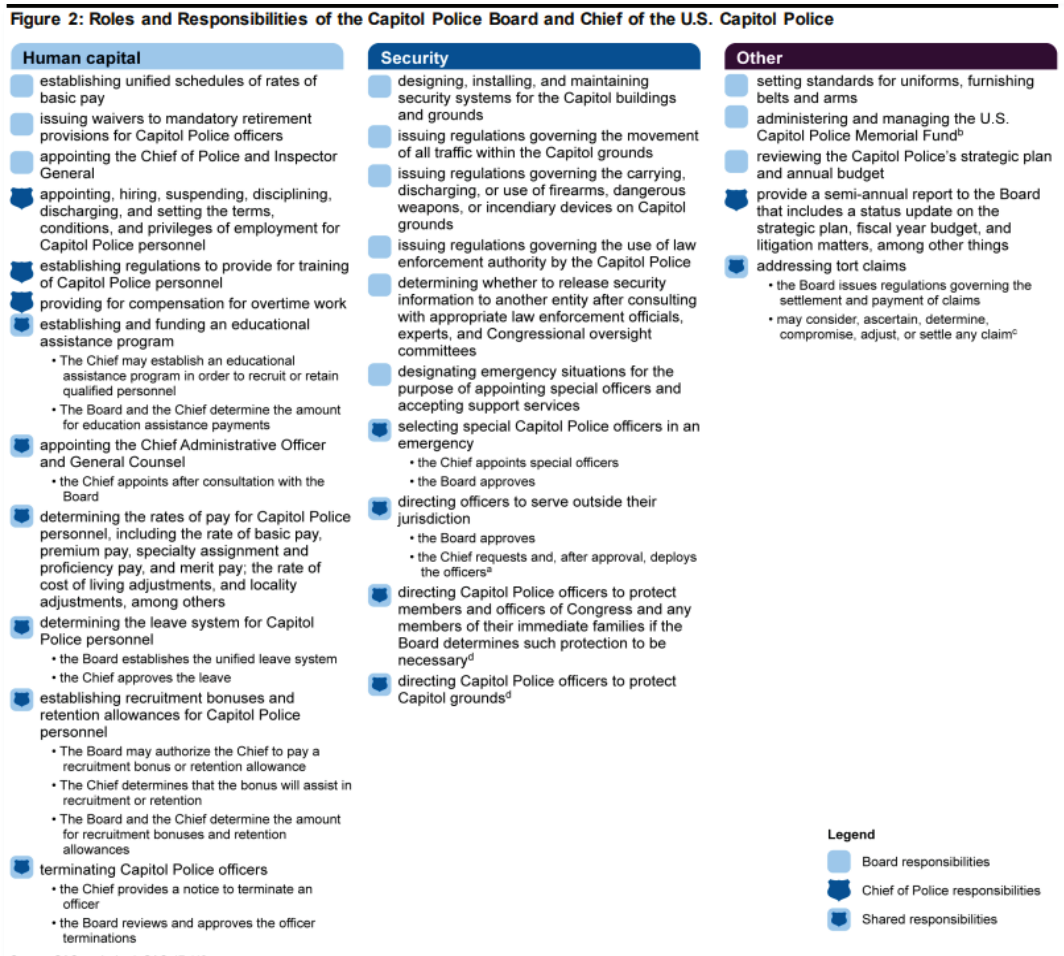 Figure 2: Roles and Responsibilities of the Capitol Police Board and Chief of the U.S. Capitol Police
Human capital
establishing unified schedules of rates of
basic pay
issuing waivers to mandatory retirement
provisions for Capitol Police officers
appointing the Chief of Police and Inspector
General
appointing, hiring, suspending, disciplining,
discharging, and setting the terms,
conditions, and privileges of employment for
Capitol Police personnel
establishing regulations to provide for training
of Capitol Police personnel
providing for compensation for overtime work
establishing and funding an educational
assistance program
• The Chief may establish an educational
assistance program in order to recruit or retain
qualified personnel
• The Board and the Chief determine the amount
for education assistance payments
appointing the Chief Administrative Officer
and General Counsel
• the Chief appoints after consultation with the
Board
determining the rates of pay for Capitol Police
personnel, including the rate of basic pay,
premium pay, specialty assignment and
proficiency pay, and merit pay; the rate of
cost of living adjustments, and locality
adjustments, among others
determining the leave system for Capitol
Police personnel
• the Board establishes the unified leave system
• the Chief approves the leave
establishing recruitment bonuses and
retention allowances for Capitol Police
personnel
• The Board may authorize the Chief to pay a
recruitment bonus or retention allowance
• The Chief determines that the bonus will assist in
recruitment or retention
• The Board and the Chief determine the amount
for recruitment bonuses and retention
allowances
terminating Capitol Police officers
• the Chief provides a notice to terminate an
officer
• the Board reviews and approves the officer
terminations
Security
designing, installing, and maintaining
security systems for the Capitol buildings
and grounds
issuing regulations governing the movement
of all traffic within the Capitol grounds
issuing regulations governing the carrying,
discharging, or use of firearms, dangerous
weapons, or incendiary devices on Capitol
grounds
issuing regulations governing the use of law
enforcement authority by the Capitol Police
determining whether to release security
information to another entity after consulting
with appropriate law enforcement officials,
experts, and Congressional oversight
committees
designating emergency situations for the
purpose of appointing special officers and
accepting support services
selecting special Capitol Police officers in an
emergency
• the Chief appoints special officers
• the Board approves
directing officers to serve outside their
jurisdiction
• the Board approves
• the Chief requests and, after approval, deploys
the officersᵃ
directing Capitol Police officers to protect
members and officers of Congress and any
members of their immediate families if the
Board determines such protection to be
necessaryᵈ
directing Capitol Police officers to protect
Capitol groundsᵈ
Other
setting standards for uniforms, furnishing
belts and arms
administering and managing the U.S.
Capitol Police Memorial Fundᵇ
reviewing the Capitol Police's strategic plan
and annual budget
provide a semi-annual report to the Board
that includes a status update on the
strategic plan, fiscal year budget, and
litigation matters, among other things
addressing tort claims
• the Board issues regulations governing the
settlement and payment of claims
• may consider, ascertain, determine,
compromise, adjust, or settle any claimᶜ
Legend
Board responsibilities
Chief of Police responsibilities
Shared responsibilities